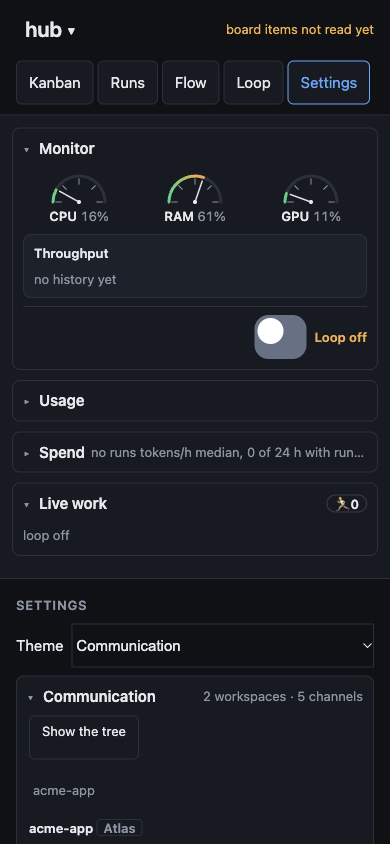 hub ▾
board items not read yet
Kanban Runs Flow Loop Settings
▾ Monitor
CPU 16% RAM 61% GPU 11%
Throughput
no history yet
Loop off
▸ Usage
▸ Spend no runs tokens/h median, 0 of 24 h with run...
▾ Live work 🏃0
loop off
SETTINGS
Theme Communication
▾ Communication 2 workspaces · 5 channels
Show the tree
acme-app
acme-app Atlas